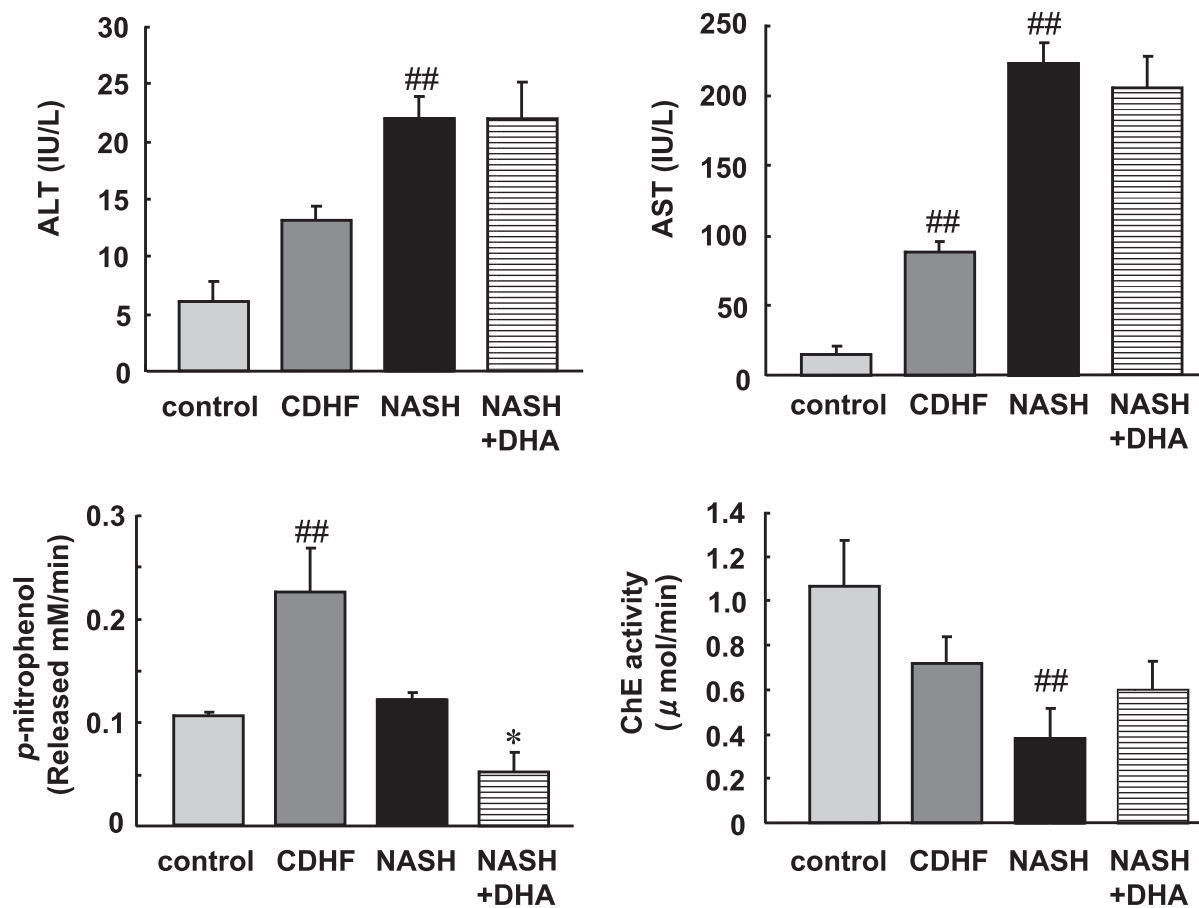 ALT (IU/L)
30
25
20
15
10
5
0
##
control CDHF NASH NASH
+DHA
AST (IU/L)
250
200
150
100
50
0
##
##
control CDHF NASH NASH
+DHA
p-nitrophenol
(Released mM/min)
0.3
0.2
0.1
0
##
*
control CDHF NASH NASH
+DHA
ChE activity
(μ mol/min)
1.4
1.2
1.0
0.8
0.6
0.4
0.2
0
##
control CDHF NASH NASH
+DHA